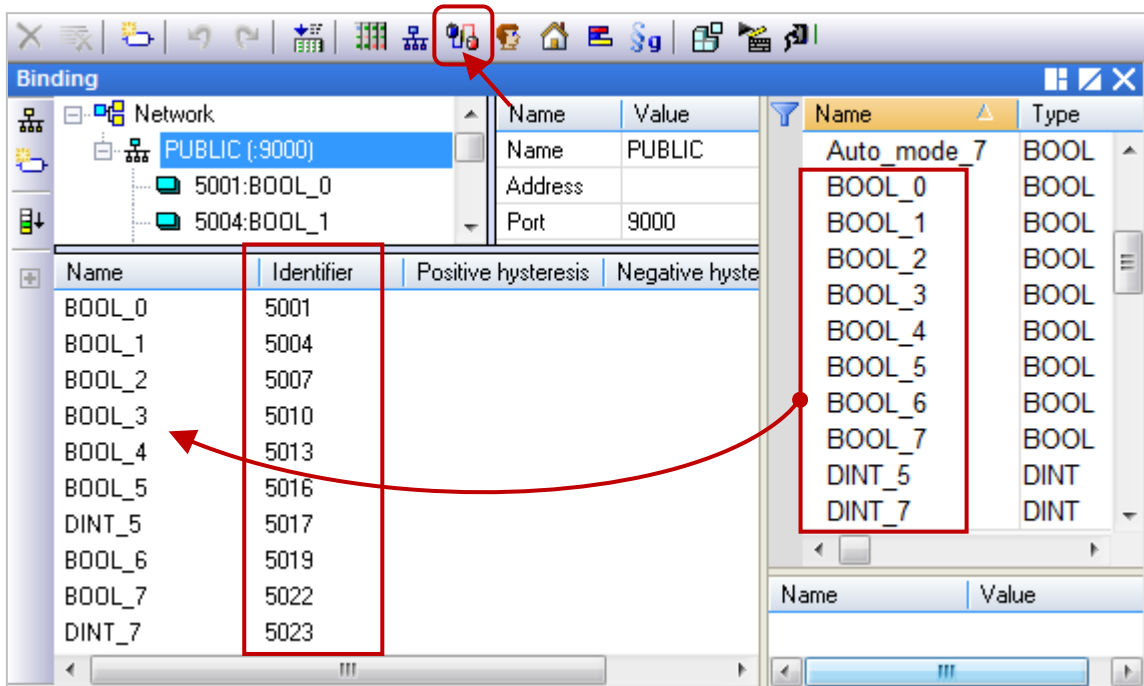 §g
Binding
Network
PUBLIC (:9000)
5001:BOOL_0
5004:BOOL_1
Name Value
Name PUBLIC
Address
Port 9000
Name Type
Auto_mode_7 BOOL
BOOL_0 BOOL
BOOL_1 BOOL
BOOL_2 BOOL
BOOL_3 BOOL
BOOL_4 BOOL
BOOL_5 BOOL
BOOL_6 BOOL
BOOL_7 BOOL
DINT_5 DINT
DINT_7 DINT
Name Identifier Positive hysteresis Negative hyste
BOOL_0 5001
BOOL_1 5004
BOOL_2 5007
BOOL_3 5010
BOOL_4 5013
BOOL_5 5016
DINT_5 5017
BOOL_6 5019
BOOL_7 5022
DINT_7 5023
Name Value